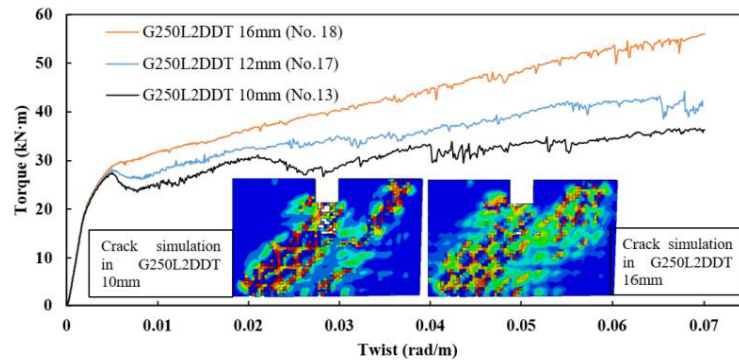 60
50
40
30
20
10
0
Torque (kN·m)
G250L2DDT 16mm (No. 18)
G250L2DDT 12mm (No.17)
G250L2DDT 10mm (No.13)
Crack simulation
in G250L2DDT
10mm
Crack simulation
in G250L2DDT
16mm
0 0.01 0.02 0.03 0.04 0.05 0.06 0.07
Twist (rad/m)